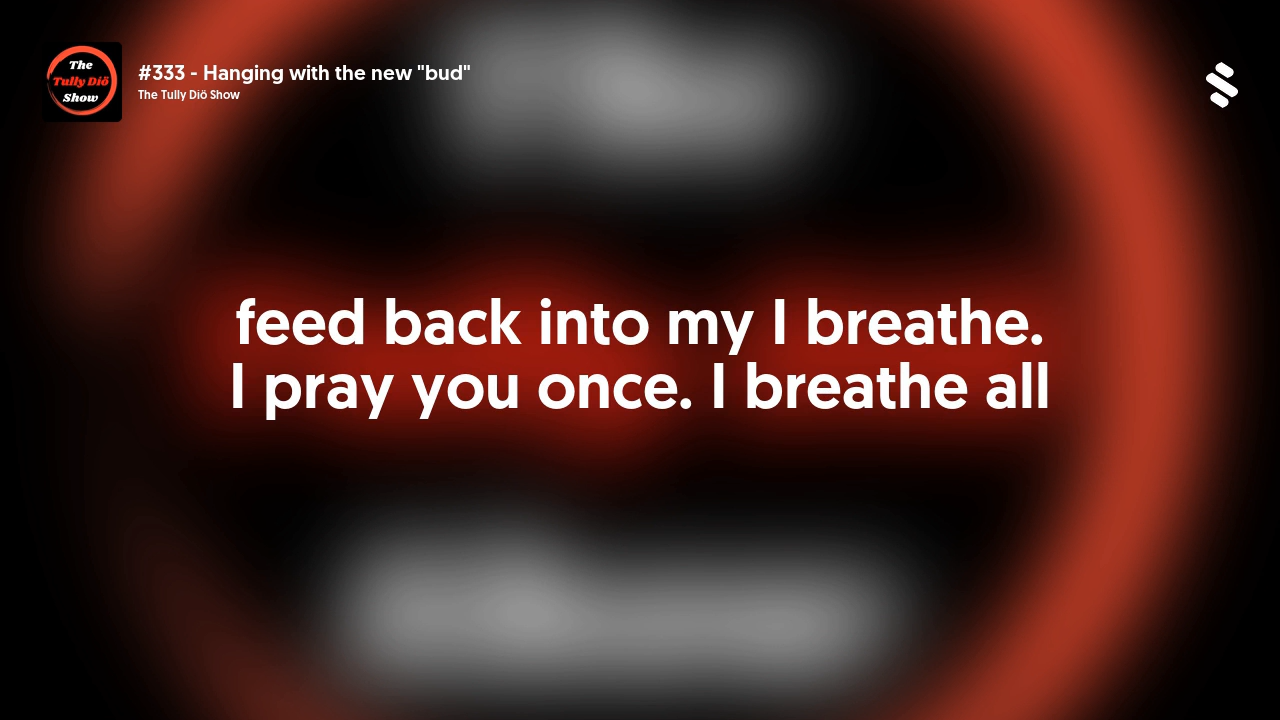 The
Tully Diö
Show
#333 - Hanging with the new "bud"
The Tully Diö Show
feed back into my I breathe.
I pray you once. I breathe all